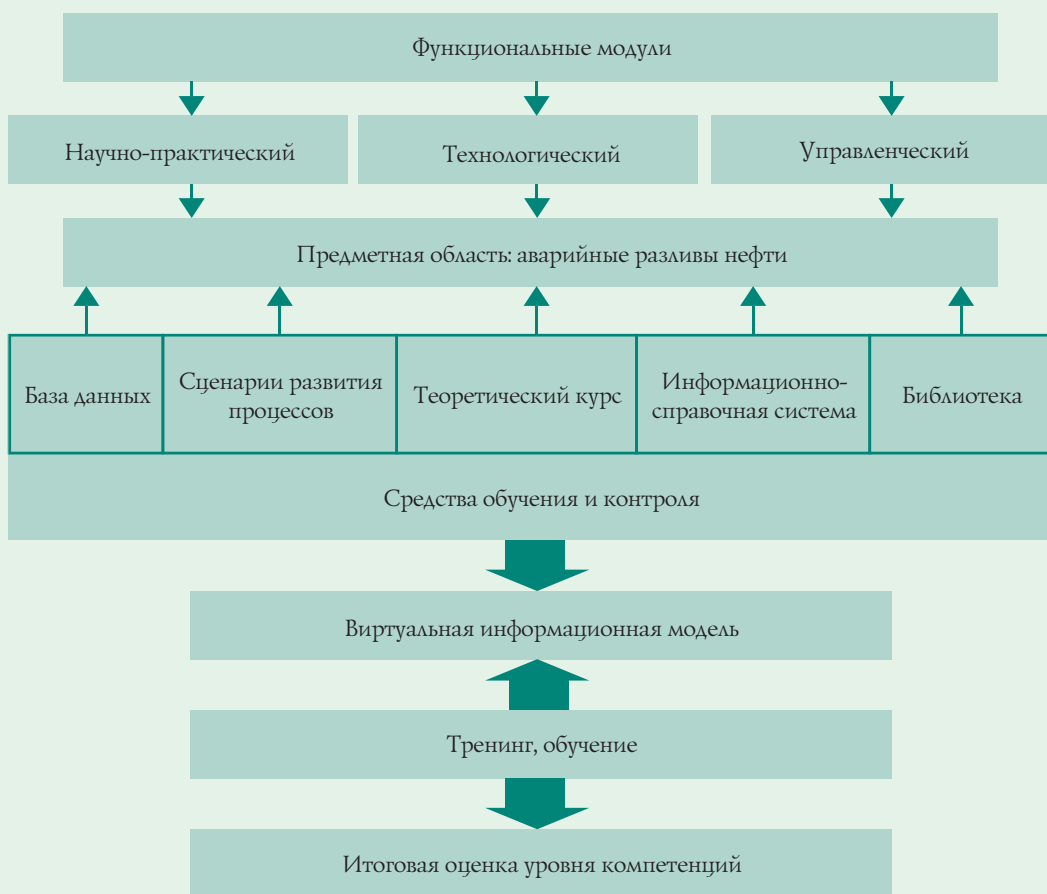 Функциональные модули
Научно-практический
Технологический
Управленческий
Предметная область: аварийные разливы нефти
База данных
Сценарии развития
процессов
Теоретический курс
Информационно-
справочная система
Библиотека
Средства обучения и контроля
Виртуальная информационная модель
Тренинг, обучение
Итоговая оценка уровня компетенций